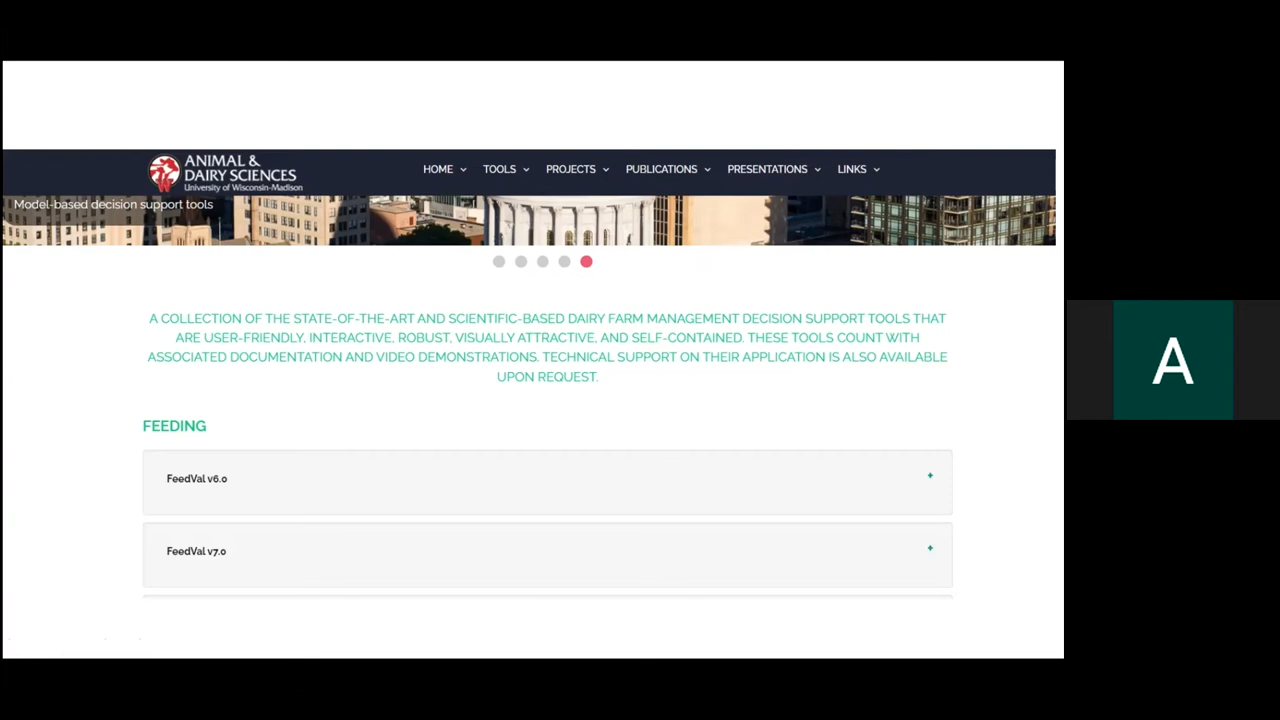 ANIMAL &
DAIRY SCIENCES
University of Wisconsin-Madison
HOME TOOLS PROJECTS PUBLICATIONS PRESENTATIONS LINKS
Model-based decision support tools
A COLLECTION OF THE STATE-OF-THE-ART AND SCIENTIFIC-BASED DAIRY FARM MANAGEMENT DECISION SUPPORT TOOLS THAT
ARE USER-FRIENDLY, INTERACTIVE, ROBUST, VISUALLY ATTRACTIVE, AND SELF-CONTAINED. THESE TOOLS COUNT WITH
ASSOCIATED DOCUMENTATION AND VIDEO DEMONSTRATIONS. TECHNICAL SUPPORT ON THEIR APPLICATION IS ALSO AVAILABLE
UPON REQUEST.
FEEDING
FeedVal v6.0 +
FeedVal v7.0 +
A